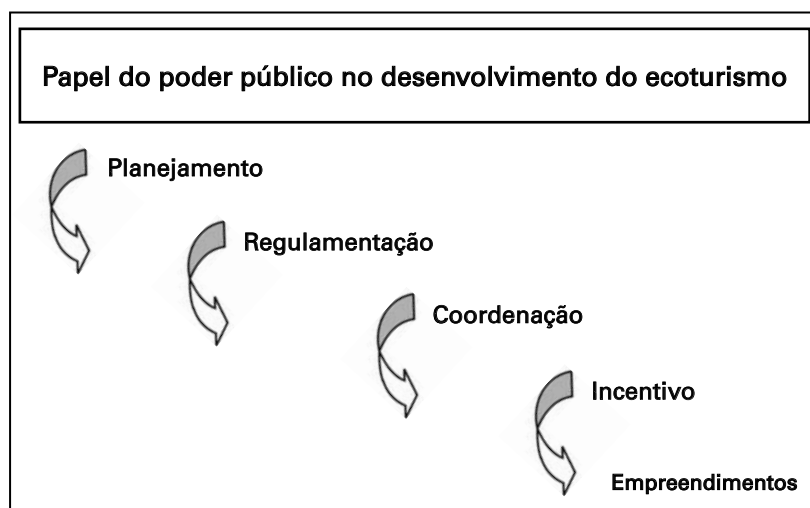 Papel do poder público no desenvolvimento do ecoturismo
Planejamento
Regulamentação
Coordenação
Incentivo
Empreendimentos